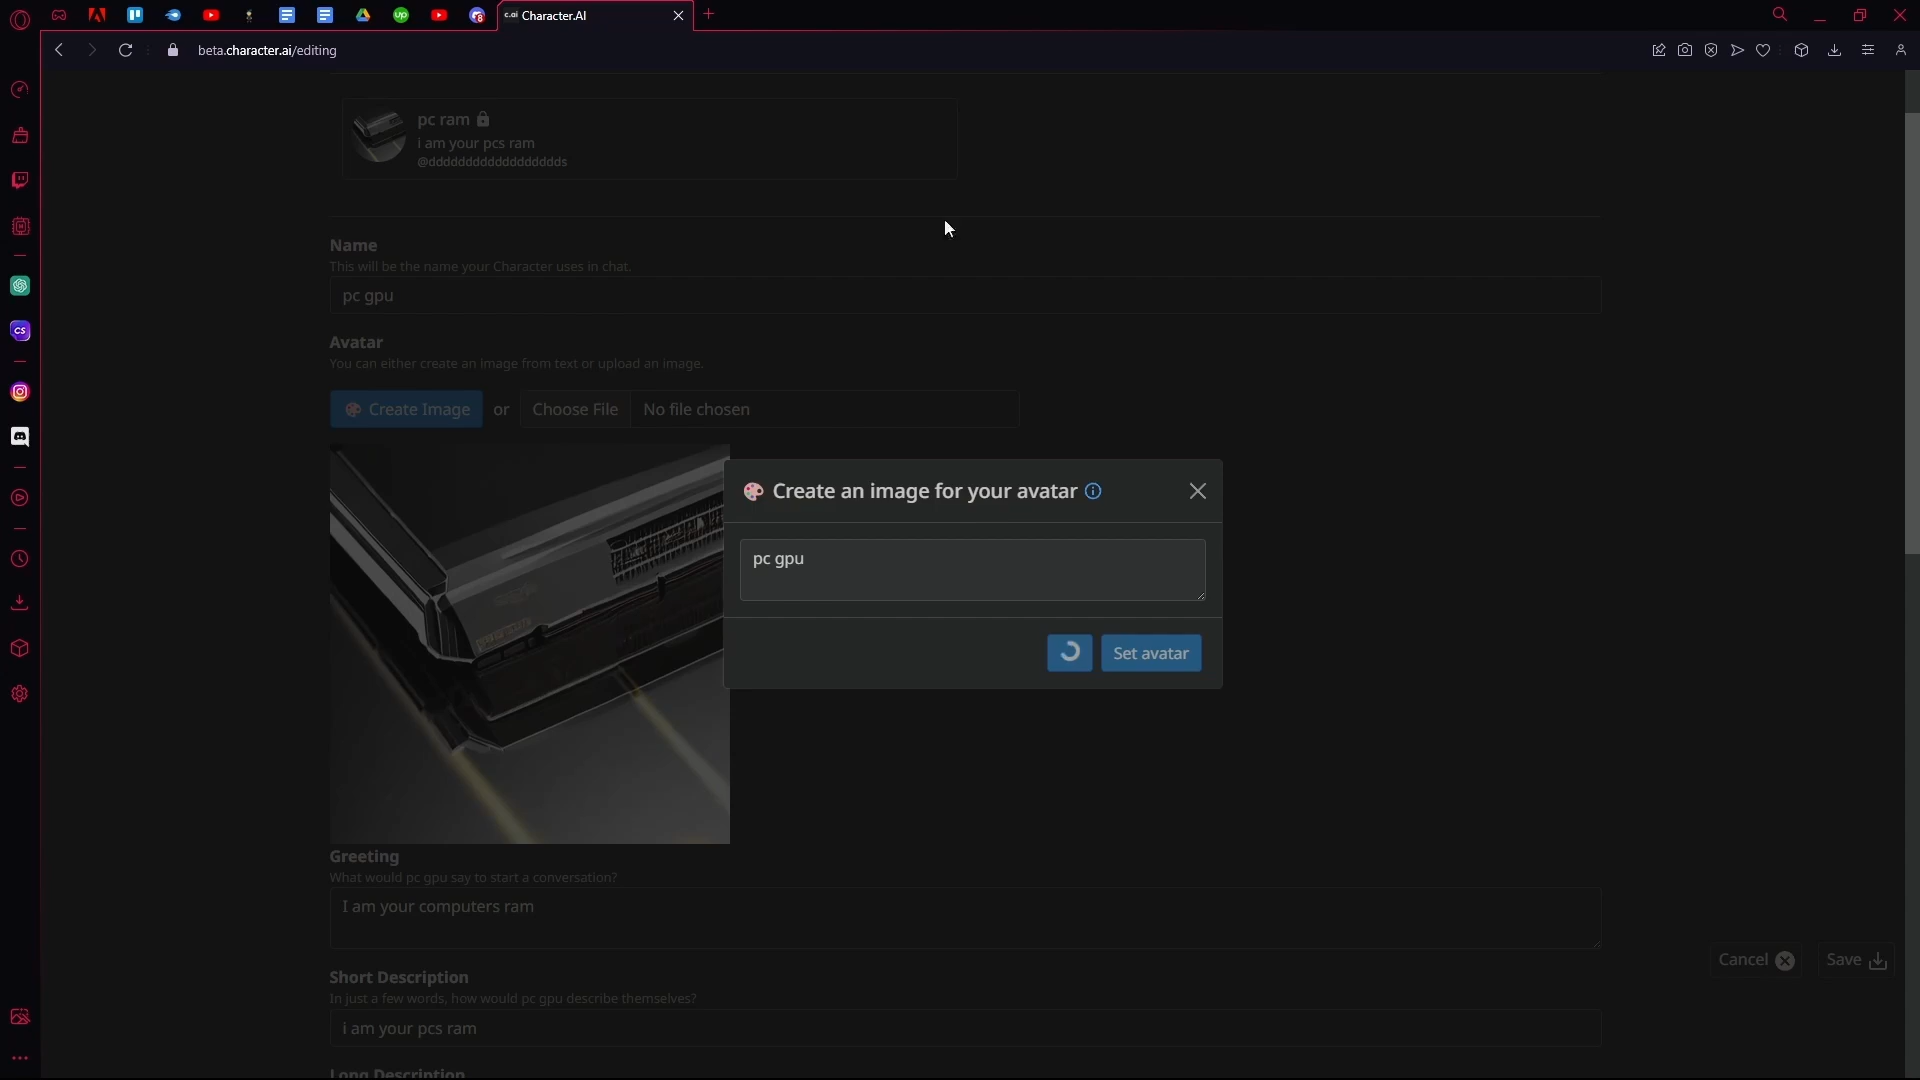 c.ai Character.AI
beta.character.ai/editing
pc ram
i am your pcs ram
@dddddddddddddddddds
Name
This will be the name your Character uses in chat.
pc gpu
Avatar
You can either create an image from text or upload an image.
Create Image or Choose File No file chosen
Create an image for your avatar
pc gpu
Set avatar
Greeting
What would pc gpu say to start a conversation?
I am your computers ram
Cancel Save
Short Description
In just a few words, how would pc gpu describe themselves?
i am your pcs ram
Long Description